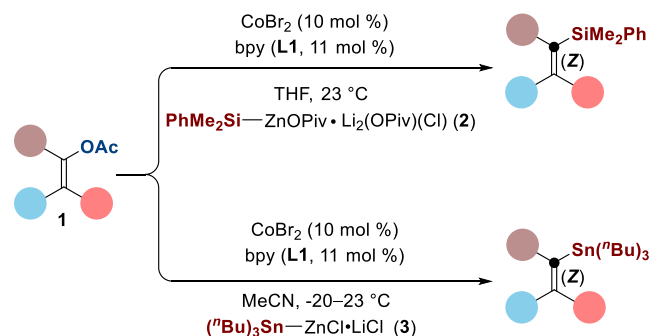 CoBr₂ (10 mol %)
bpy (L1, 11 mol %)
THF, 23 °C
PhMe₂Si—ZnOPiv•Li₂(OPiv)(Cl) (2)
SiMe₂Ph
(Z)
OAc
1
CoBr₂ (10 mol %)
bpy (L1, 11 mol %)
MeCN, -20–23 °C
(ⁿBu)₃Sn—ZnCl•LiCl (3)
Sn(ⁿBu)₃
(Z)